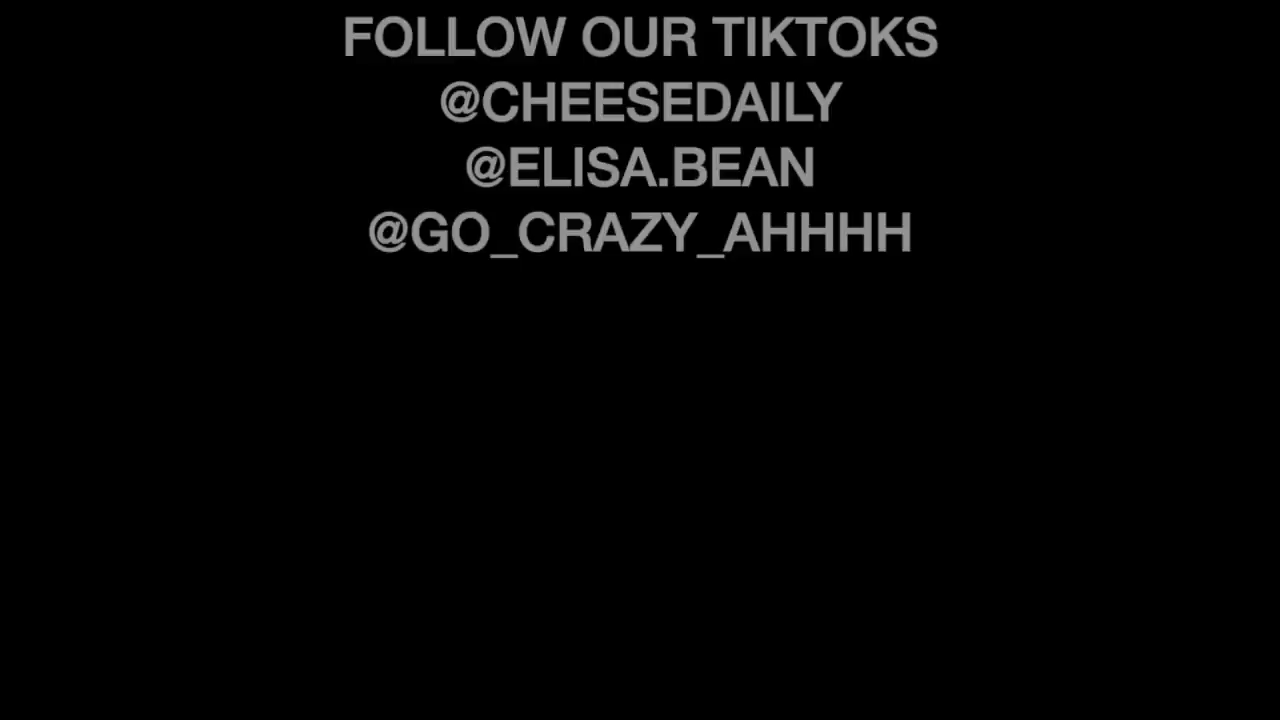 FOLLOW OUR TIKTOKS
@CHEESEDAILY
@ELISA.BEAN
@GO_CRAZY_AHHHH